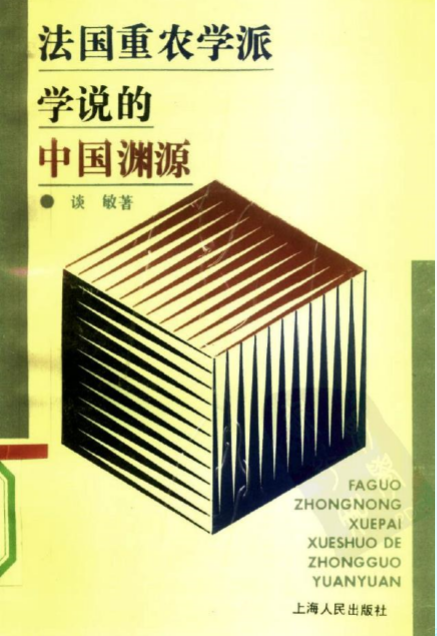 法国重农学派
学说的
中国渊源
● 谈 敏著
FAGUO
ZHONGNONG
XUEPAI
XUESHUO DE
ZHONGGUO
YUANYUAN
上海人民出版社